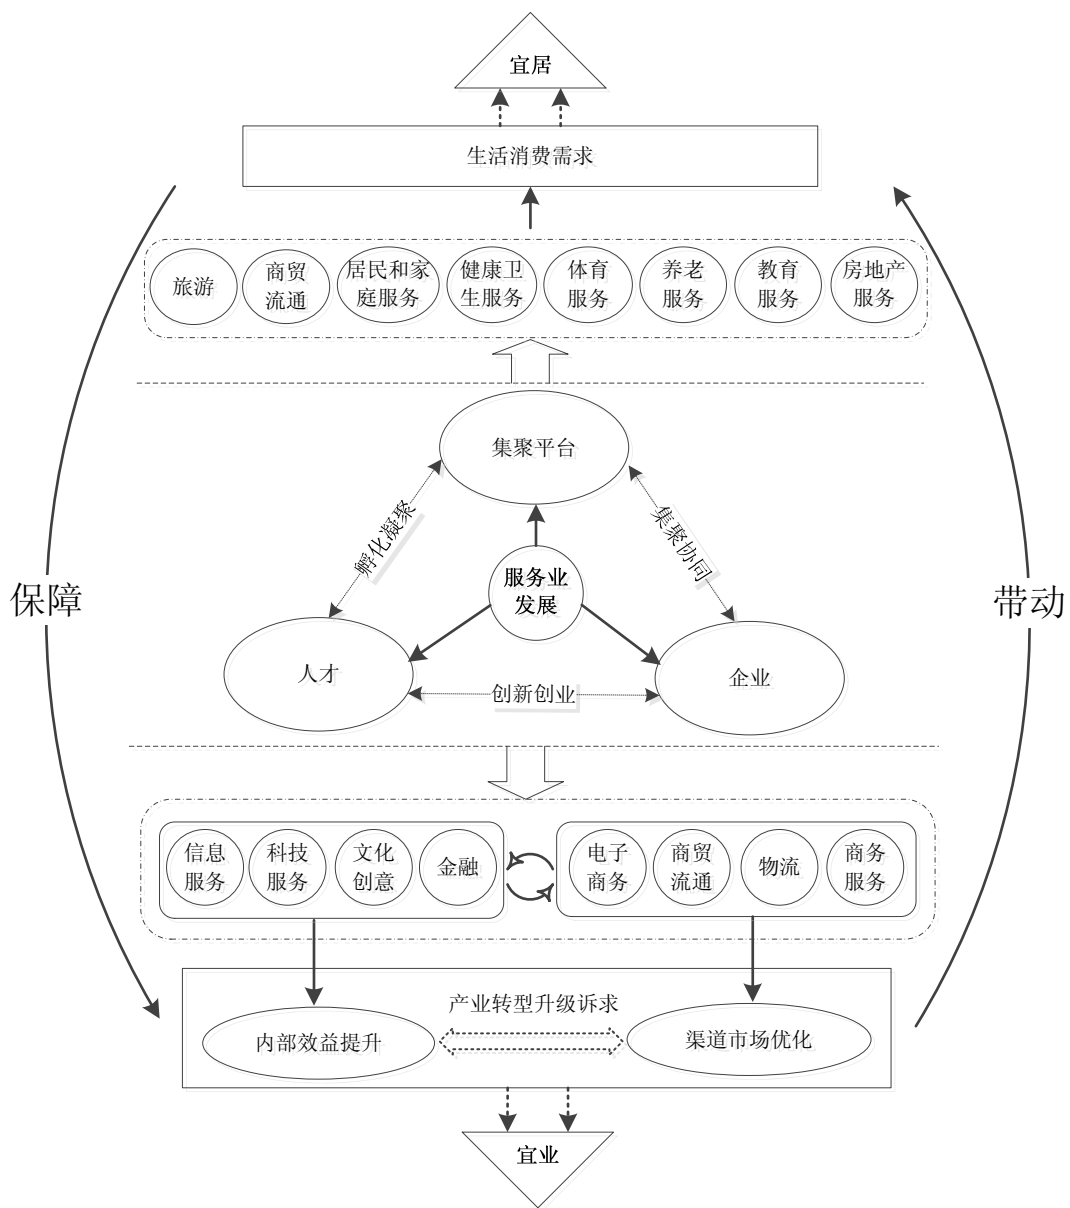 宜居
生活消费需求
旅游
商贸
流通
居民和家
庭服务
健康卫
生服务
体育
服务
养老
服务
教育
服务
房地产
服务
集聚平台
孵化凝聚
集聚协同
服务业
发展
保障
带动
人才
企业
创新创业
信息
服务
科技
服务
文化
创意
金融
电子
商务
商贸
流通
物流
商务
服务
产业转型升级诉求
内部效益提升
渠道市场优化
宜业